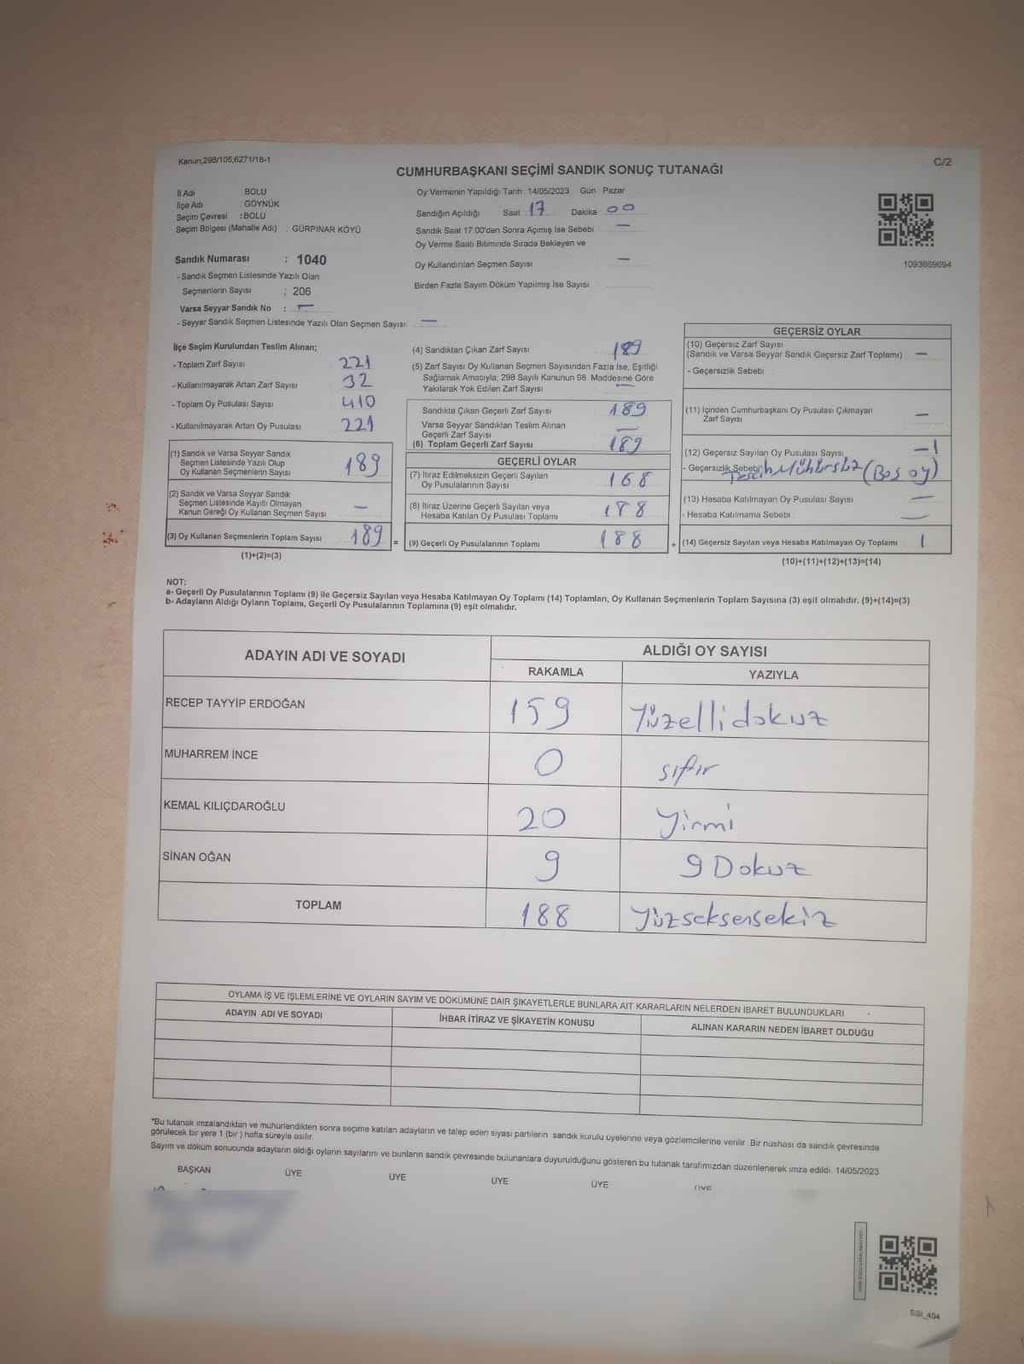 Kanun,298/105,6271/18-1
C/2
CUMHURBAŞKANI SEÇİMİ SANDIK SONUÇ TUTANAĞI
İl Adı BOLU
İlçe Adı : GÖYNÜK
Seçim Çevresi : BOLU
Seçim Bölgesi (Mahalle Adı) : GÜRPINAR KÖYÜ
Sandık Numarası : 1040
- Sandık Seçmen Listesinde Yazılı Olan
Seçmenlerin Sayısı : 206
Varsa Seyyar Sandık No : —
- Seyyar Sandık Seçmen Listesinde Yazılı Olan Seçmen Sayısı —
Oy Vermenin Yapıldığı Tarih : 14/05/2023 Gün Pazar
Sandığın Açıldığı Saat 17 Dakika 00
Sandık Saat 17.00'den Sonra Açılmış İse Sebebi —
Oy Verme Saati Bitiminde Sırada Bekleyen ve
Oy Kullandırılan Seçmen Sayısı —
Birden Fazla Sayım Döküm Yapılmış İse Sayısı
1093869694
İlçe Seçim Kurulundan Teslim Alınan;
- Toplam Zarf Sayısı 221
- Kullanılmayarak Artan Zarf Sayısı 32
- Toplam Oy Pusulası Sayısı 410
- Kullanılmayarak Artan Oy Pusulası 221
(1) Sandık ve Varsa Seyyar Sandık
Seçmen Listesinde Yazılı Olup
Oy Kullanan Seçmenlerin Sayısı 189
(2) Sandık ve Varsa Seyyar Sandık
Seçmen Listesinde Kayıtlı Olmayan
Kanun Gereği Oy Kullanan Seçmen Sayısı —
(3) Oy Kullanan Seçmenlerin Toplam Sayısı 189 =
(1)+(2)=(3)
(4) Sandıktan Çıkan Zarf Sayısı 189
(5) Zarf Sayısı Oy Kullanan Seçmen Sayısından Fazla İse, Eşitliği
Sağlamak Amacıyla, 298 Sayılı Kanunun 98. Maddesine Göre
Yakılarak Yok Edilen Zarf Sayısı —
Sandıkta Çıkan Geçerli Zarf Sayısı 189
Varsa Seyyar Sandıktan Teslim Alınan
Geçerli Zarf Sayısı —
(6) Toplam Geçerli Zarf Sayısı 189
GEÇERLİ OYLAR
(7) İtiraz Edilmeksizin Geçerli Sayılan
Oy Pusulalarının Sayısı 168
(8) İtiraz Üzerine Geçerli Sayılan veya
Hesaba Katılan Oy Pusulası Toplamı 188
(9) Geçerli Oy Pusulalarının Toplamı 188 +
GEÇERSİZ OYLAR
(10) Geçersiz Zarf Sayısı
(Sandık ve Varsa Seyyar Sandık Geçersiz Zarf Toplamı) —
- Geçersizlik Sebebi
(11) İçinden Cumhurbaşkanı Oy Pusulası Çıkmayan
Zarf Sayısı —
(12) Geçersiz Sayılan Oy Pusulası Sayısı —1
- Geçersizlik Sebebi Mühürsüz (Boş oy)
(13) Hesaba Katılmayan Oy Pusulası Sayısı —
- Hesaba Katılmama Sebebi —
(14) Geçersiz Sayılan veya Hesaba Katılmayan Oy Toplamı 1
(10)+(11)+(12)+(13)=(14)
NOT:
a- Geçerli Oy Pusulalarının Toplamı (9) ile Geçersiz Sayılan veya Hesaba Katılmayan Oy Toplamı (14) Toplamları, Oy Kullanan Seçmenlerin Toplam Sayısına (3) eşit olmalıdır. (9)+(14)=(3)
b- Adayların Aldığı Oyların Toplamı, Geçerli Oy Pusulalarının Toplamına (9) eşit olmalıdır.
ADAYIN ADI VE SOYADI
ALDIĞI OY SAYISI
RAKAMLA YAZIYLA
RECEP TAYYİP ERDOĞAN 159 Yüzellidokuz
MUHARREM İNCE 0 sıfır
KEMAL KILIÇDAROĞLU 20 Yirmi
SİNAN OĞAN 9 9 Dokuz
TOPLAM 188 Yüzseksensekiz
OYLAMA İŞ VE İŞLEMLERİNE VE OYLARIN SAYIM VE DÖKÜMÜNE DAİR ŞİKAYETLERLE BUNLARA AİT KARARLARIN NELERDEN İBARET BULUNDUKLARI
ADAYIN ADI VE SOYADI İHBAR İTİRAZ VE ŞİKAYETİN KONUSU ALINAN KARARIN NEDEN İBARET OLDUĞU
*Bu tutanak imzalandıktan ve mühürlendikten sonra seçime katılan adayların ve talep eden siyasi partilerin sandık kurulu üyelerine veya gözlemcilerine verilir. Bir nüshası da sandık çevresinde
görülecek bir yere 1 (bir) hafta süreyle asılır.
Sayım ve döküm sonucunda adayların aldığı oyların sayılarını ve bunların sandık çevresinde bulunanlara duyurulduğunu gösteren bu tutanak tarafımızdan düzenlenerek imza edildi. 14/05/2023
BAŞKAN ÜYE ÜYE ÜYE ÜYE ÜYE